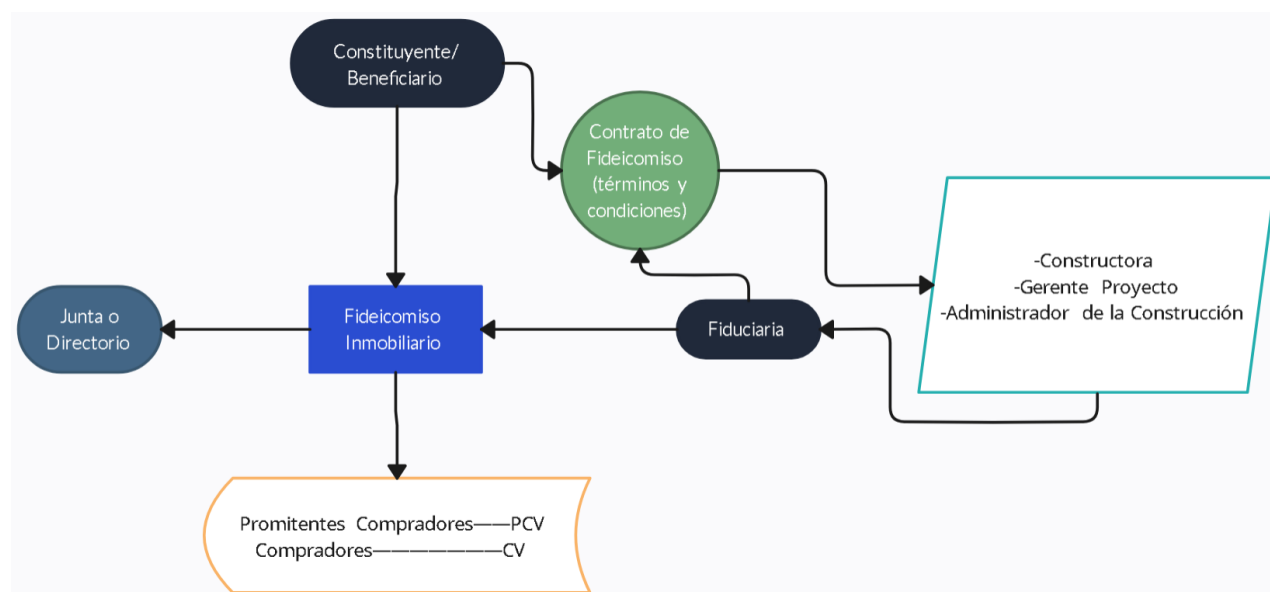 Constituyente/
Beneficiario
Contrato de
Fideicomiso
(términos y
condiciones)
-Constructora
-Gerente Proyecto
-Administrador de la Construcción
Junta o
Directorio
Fideicomiso
Inmobiliario
Fiduciaria
Promitentes Compradores——PCV
Compradores———————CV